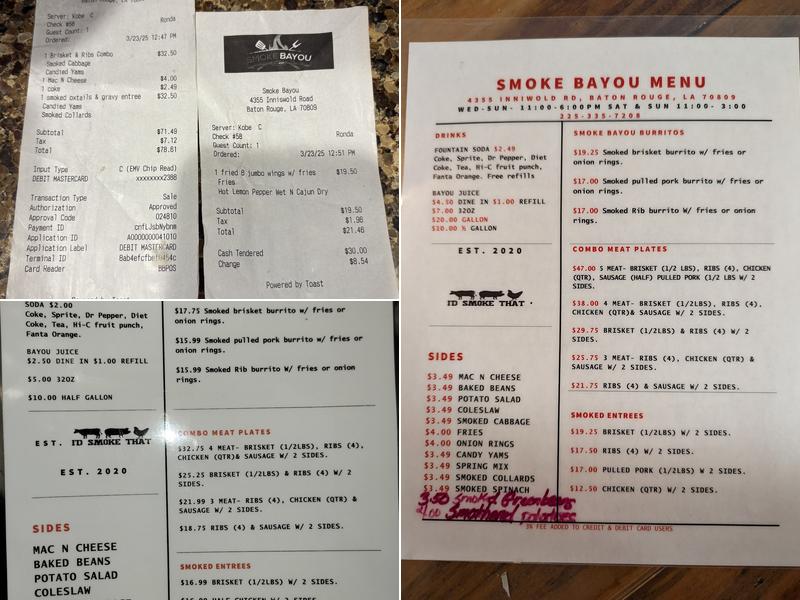 Baton Rouge, LA 70809
Server: Kobe C
Check #58 Ronda
Guest Count: 1
Ordered: 3/23/25 12:47 PM
1 Brisket & Ribs Combo $32.50
Smoked Cabbage
Candied Yams
1 Mac N Cheese $4.00
1 coke $2.49
1 smoked oxtails & gravy entree $32.50
Candied Yams
Smoked Collards
Subtotal $71.49
Tax $7.12
Total $78.61
Input Type C (EMV Chip Read)
DEBIT MASTERCARD xxxxxxxx2388
Transaction Type Sale
Authorization Approved
Approval Code 024810
Payment ID cnfLJsbNybnm
Application ID A0000000041010
Application Label DEBIT MASTERCARD
Terminal ID
Card Reader BBPOS
SMOKE BAYOU
Smoke Bayou
4355 Inniswold Road
Baton Rouge, LA 70809
Server: Kobe C
Check #58 Ronda
Guest Count: 1
Ordered: 3/23/25 12:51 PM
1 fried 8 jumbo wings w/ fries $19.50
Fries
Hot Lemon Pepper Wet N Cajun Dry
Subtotal $19.50
Tax $1.96
Total $21.46
Cash Tendered $30.00
Change $8.54
Powered by Toast
SODA $2.00
Coke, Sprite, Dr Pepper, Diet
Coke, Tea, Hi-C fruit punch,
Fanta Orange.
BAYOU JUICE
$2.50 DINE IN $1.00 REFILL
$5.00 32OZ
$10.00 HALF GALLON
EST. I'D SMOKE THAT
EST. 2020
SIDES
MAC N CHEESE
BAKED BEANS
POTATO SALAD
COLESLAW
$17.75 Smoked brisket burrito w/ fries or
onion rings.
$15.99 Smoked pulled pork burrito w/ fries or
onion rings.
$15.99 Smoked Rib burrito W/ fries or onion
rings.
COMBO MEAT PLATES
$32.75 4 MEAT- BRISKET (1/2LBS), RIBS (4),
CHICKEN (QTR)& SAUSAGE W/ 2 SIDES.
$25.25 BRISKET (1/2LBS) & RIBS (4) W/ 2
SIDES.
$21.99 3 MEAT- RIBS (4), CHICKEN (QTR) &
SAUSAGE W/ 2 SIDES.
$18.75 RIBS (4) & SAUSAGE W/ 2 SIDES.
SMOKED ENTREES
$16.99 BRISKET (1/2LBS) W/ 2 SIDES.
SMOKE BAYOU MENU
4355 INNIWOLD RD, BATON ROUGE, LA 70809
WED-SUN- 11:00-6:00PM SAT & SUN 11:00- 3:00
225-335-7208
DRINKS
FOUNTAIN SODA $2.49
Coke, Sprite, Dr Pepper, Diet
Coke, Tea, Hi-C fruit punch,
Fanta Orange. Free refills
BAYOU JUICE
$4.50 DINE IN $1.00 REFILL
$7.00 32OZ
$20.00 GALLON
$10.00 ½ GALLON
EST. 2020
I'D SMOKE THAT
SIDES
$3.49 MAC N CHEESE
$3.49 BAKED BEANS
$3.49 POTATO SALAD
$3.49 COLESLAW
$3.49 SMOKED CABBAGE
$4.00 FRIES
$4.00 ONION RINGS
$3.49 CANDY YAMS
$3.49 SPRING MIX
$3.49 SMOKED COLLARDS
$3.49 SMOKED SPINACH
3.50 Smoked Greenbeans
4.00 Smothered Potatoes
SMOKE BAYOU BURRITOS
$19.25 Smoked brisket burrito w/ fries or
onion rings.
$17.00 Smoked pulled pork burrito w/ fries or
onion rings.
$17.00 Smoked Rib burrito W/ fries or onion
rings.
COMBO MEAT PLATES
$47.00 5 MEAT- BRISKET (1/2 LBS), RIBS (4), CHICKEN
(QTR), SAUSAGE (HALF) PULLED PORK (1/2 LBS W/ 2
SIDES.
$38.00 4 MEAT- BRISKET (1/2LBS), RIBS (4),
CHICKEN (QTR)& SAUSAGE W/ 2 SIDES.
$29.75 BRISKET (1/2LBS) & RIBS (4) W/ 2
SIDES.
$25.75 3 MEAT- RIBS (4), CHICKEN (QTR) &
SAUSAGE W/ 2 SIDES.
$21.75 RIBS (4) & SAUSAGE W/ 2 SIDES.
SMOKED ENTREES
$19.25 BRISKET (1/2LBS) W/ 2 SIDES.
$17.50 RIBS (4) W/ 2 SIDES.
$17.00 PULLED PORK (1/2LBS) W 2 SIDES.
$12.50 CHICKEN (QTR) W/ 2 SIDES.
3% FEE ADDED TO CREDIT & DEBIT CARD USERS